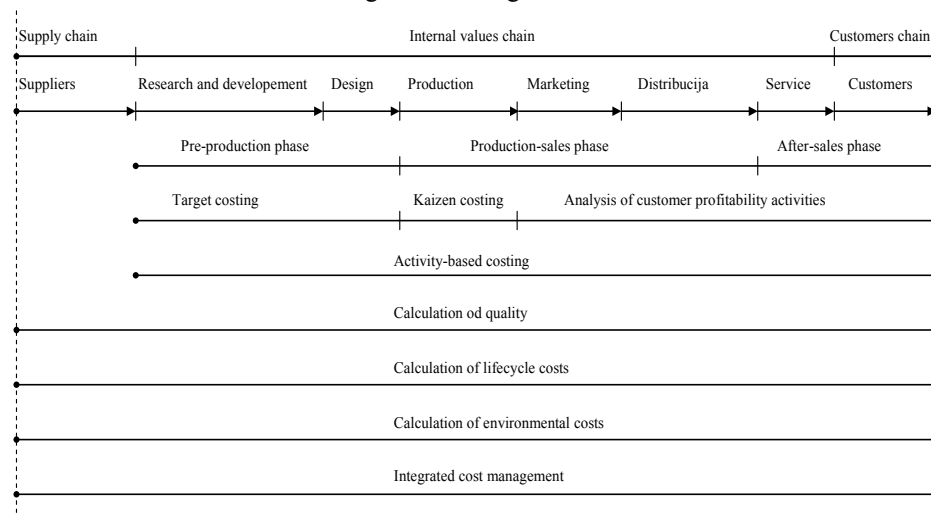 Supply chain Internal values chain Customers chain
Suppliers Research and developement Design Production Marketing Distribucija Service Customers
Pre-production phase Production-sales phase After-sales phase
Target costing Kaizen costing Analysis of customer profitability activities
Activity-based costing
Calculation od quality
Calculation of lifecycle costs
Calculation of environmental costs
Integrated cost management